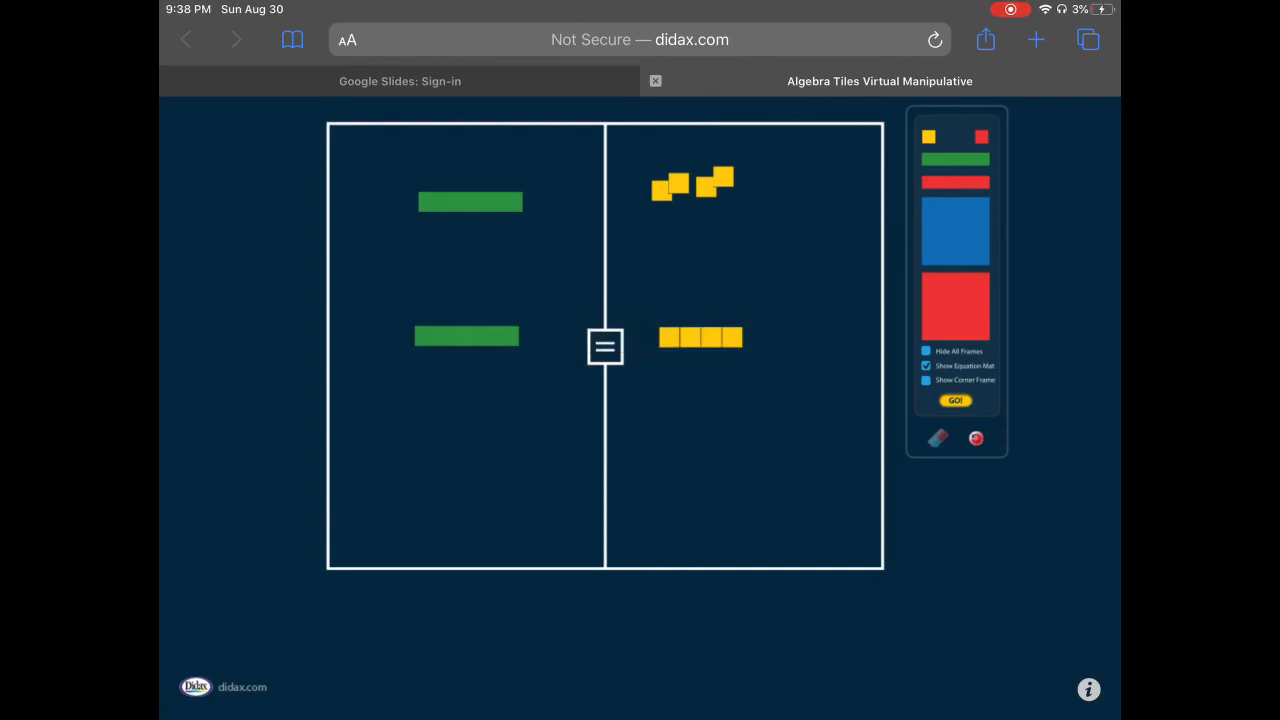 9:38 PM Sun Aug 30
3%
AA
Not Secure — didax.com
Google Slides: Sign-in
Algebra Tiles Virtual Manipulative
=
Hide All Frames
Show Equation Mat
Show Corner Frame
GO!
Didax didax.com
i